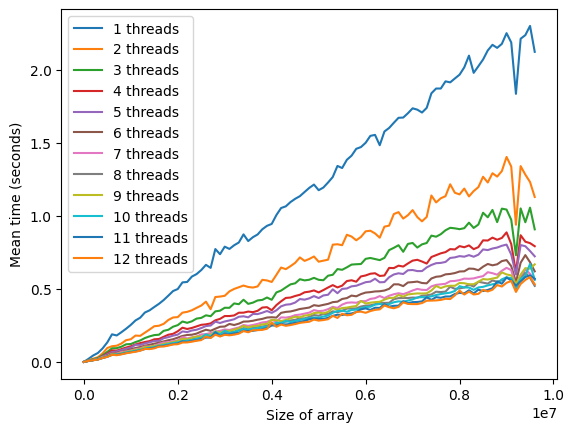 1 threads
2 threads
3 threads
4 threads
5 threads
6 threads
7 threads
8 threads
9 threads
10 threads
11 threads
12 threads
Mean time (seconds)
2.0
1.5
1.0
0.5
0.0
0.0 0.2 0.4 0.6 0.8 1.0
1e7
Size of array